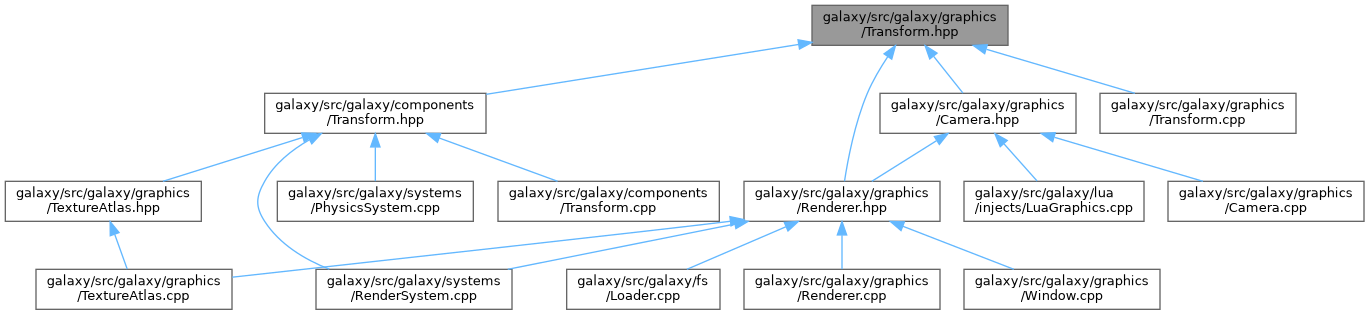 galaxy/src/galaxy/graphics
/Transform.hpp
galaxy/src/galaxy/components
/Transform.hpp
galaxy/src/galaxy/graphics
/Camera.hpp
galaxy/src/galaxy/graphics
/Transform.cpp
galaxy/src/galaxy/graphics
/TextureAtlas.hpp
galaxy/src/galaxy/systems
/PhysicsSystem.cpp
galaxy/src/galaxy/components
/Transform.cpp
galaxy/src/galaxy/graphics
/Renderer.hpp
galaxy/src/galaxy/lua
/injects/LuaGraphics.cpp
galaxy/src/galaxy/graphics
/Camera.cpp
galaxy/src/galaxy/graphics
/TextureAtlas.cpp
galaxy/src/galaxy/systems
/RenderSystem.cpp
galaxy/src/galaxy/fs
/Loader.cpp
galaxy/src/galaxy/graphics
/Renderer.cpp
galaxy/src/galaxy/graphics
/Window.cpp